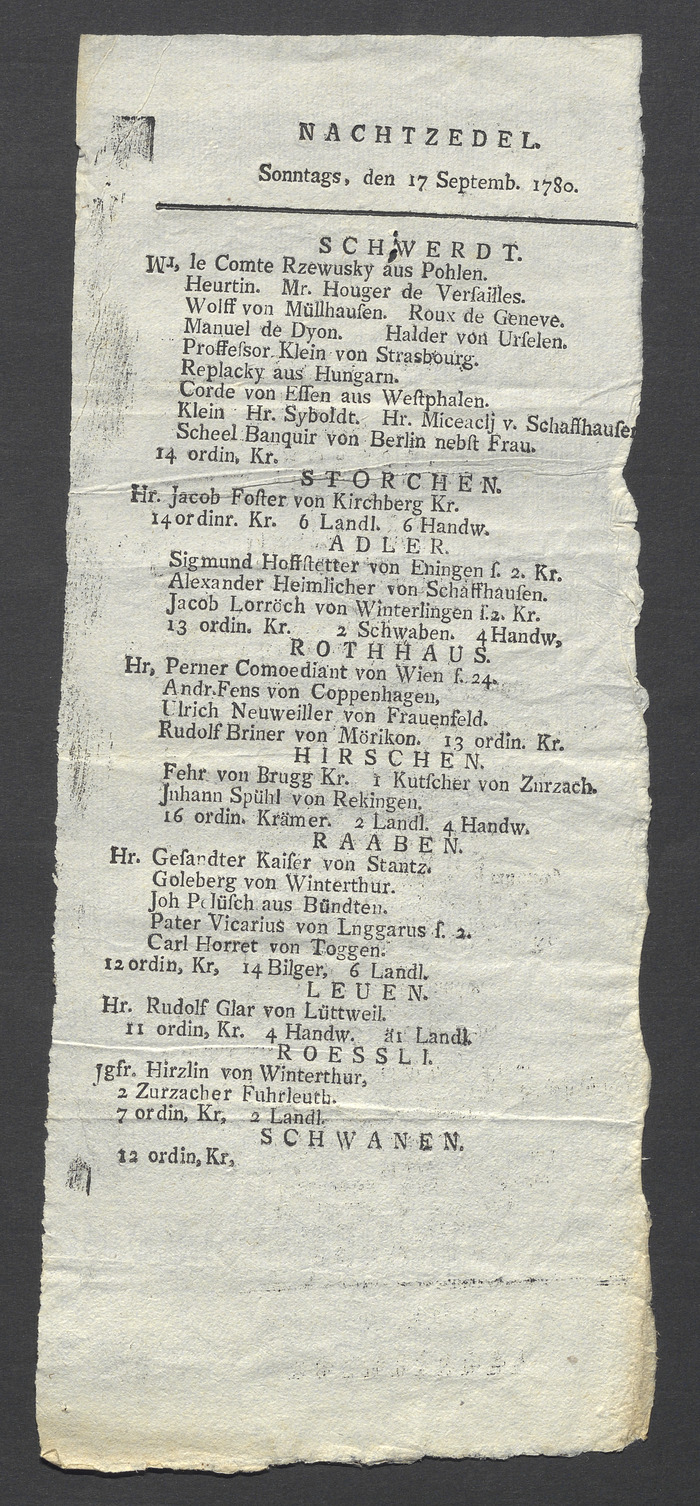 NACHTZEDEL.
Sonntags, den 17 Septemb. 1780.
SCHWERDT.
Mr, le Comte Rzewusky aus Pohlen.
Heurtin. Mr. Houger de Verſailles.
Wolff von Müllhauſen. Roux de Geneve.
Manuel de Dyon. Halder von Urſelen.
Proffeſſor Klein von Strasbourg.
Replacky aus Hungarn.
Corde von Eſſen aus Weſtphalen.
Klein Hr. Syboldt. Hr. Miceaclj v. Schaffhauſen
Scheel Banquir von Berlin nebſt Frau.
14 ordin, Kr.
STORCHEN.
Hr. Jacob Foſter von Kirchberg Kr.
14 ordinr. Kr. 6 Landl. 6 Handw.
ADLER.
Sigmund Hoffſtetter von Eningen ſ. 2. Kr.
Alexander Heimlicher von Schaffhauſen.
Jacob Lorröch von Winterlingen ſ.2. Kr.
13 ordin. Kr. 2 Schwaben. 4 Handw,
ROTHHAUS.
Hr, Perner Comoediant von Wien ſ. 24.
Andr.Fens von Coppenhagen,
Ulrich Neuweiller von Frauenfeld.
Rudolf Briner von Mörikon. 13 ordin. Kr.
HIRSCHEN.
Fehr von Brugg Kr. 1 Kutſcher von Zurzach.
Jnhann Spühl von Rekingen,
16 ordin. Krämer. 2 Landl. 4 Handw.
RAABEN.
Hr. Geſandter Kaiſer von Stantz.
Goleberg von Winterthur.
Joh aus Bündten.
Pater Vicarius von Lnggarus ſ. 2.
Carl Horret von Toggen.
12 ordin, Kr, 14 Bilger, 6 Landl.
LEUEN.
Hr. Rudolf Glar von Lüttweil.
11 ordin, Kr. 4 Handw. Landl.
ROESSLI.
Jgfr. Hirzlin von Winterthur,
2 Zurzacher Fuhrleuth.
7 ordin, Kr, 2 Landl.
SCHWANEN.
12 ordin, Kr,